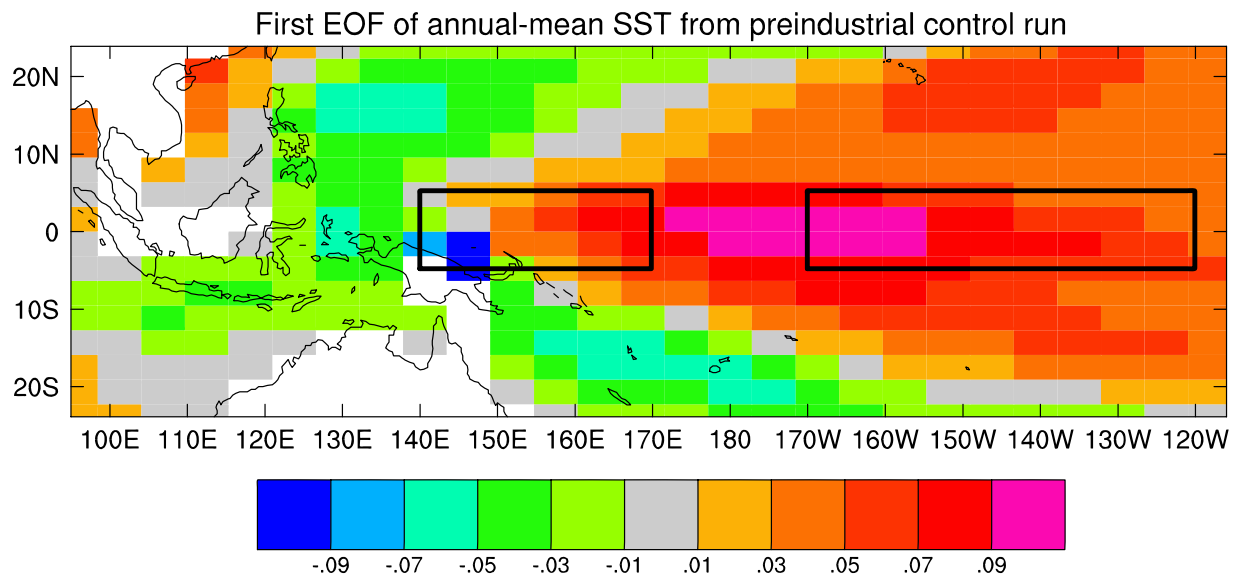 First EOF of annual-mean SST from preindustrial control run
20N
10N
0
10S
20S
100E 110E 120E 130E 140E 150E 160E 170E 180 170W 160W 150W 140W 130W 120W
-.09 -.07 -.05 -.03 -.01 .01 .03 .05 .07 .09